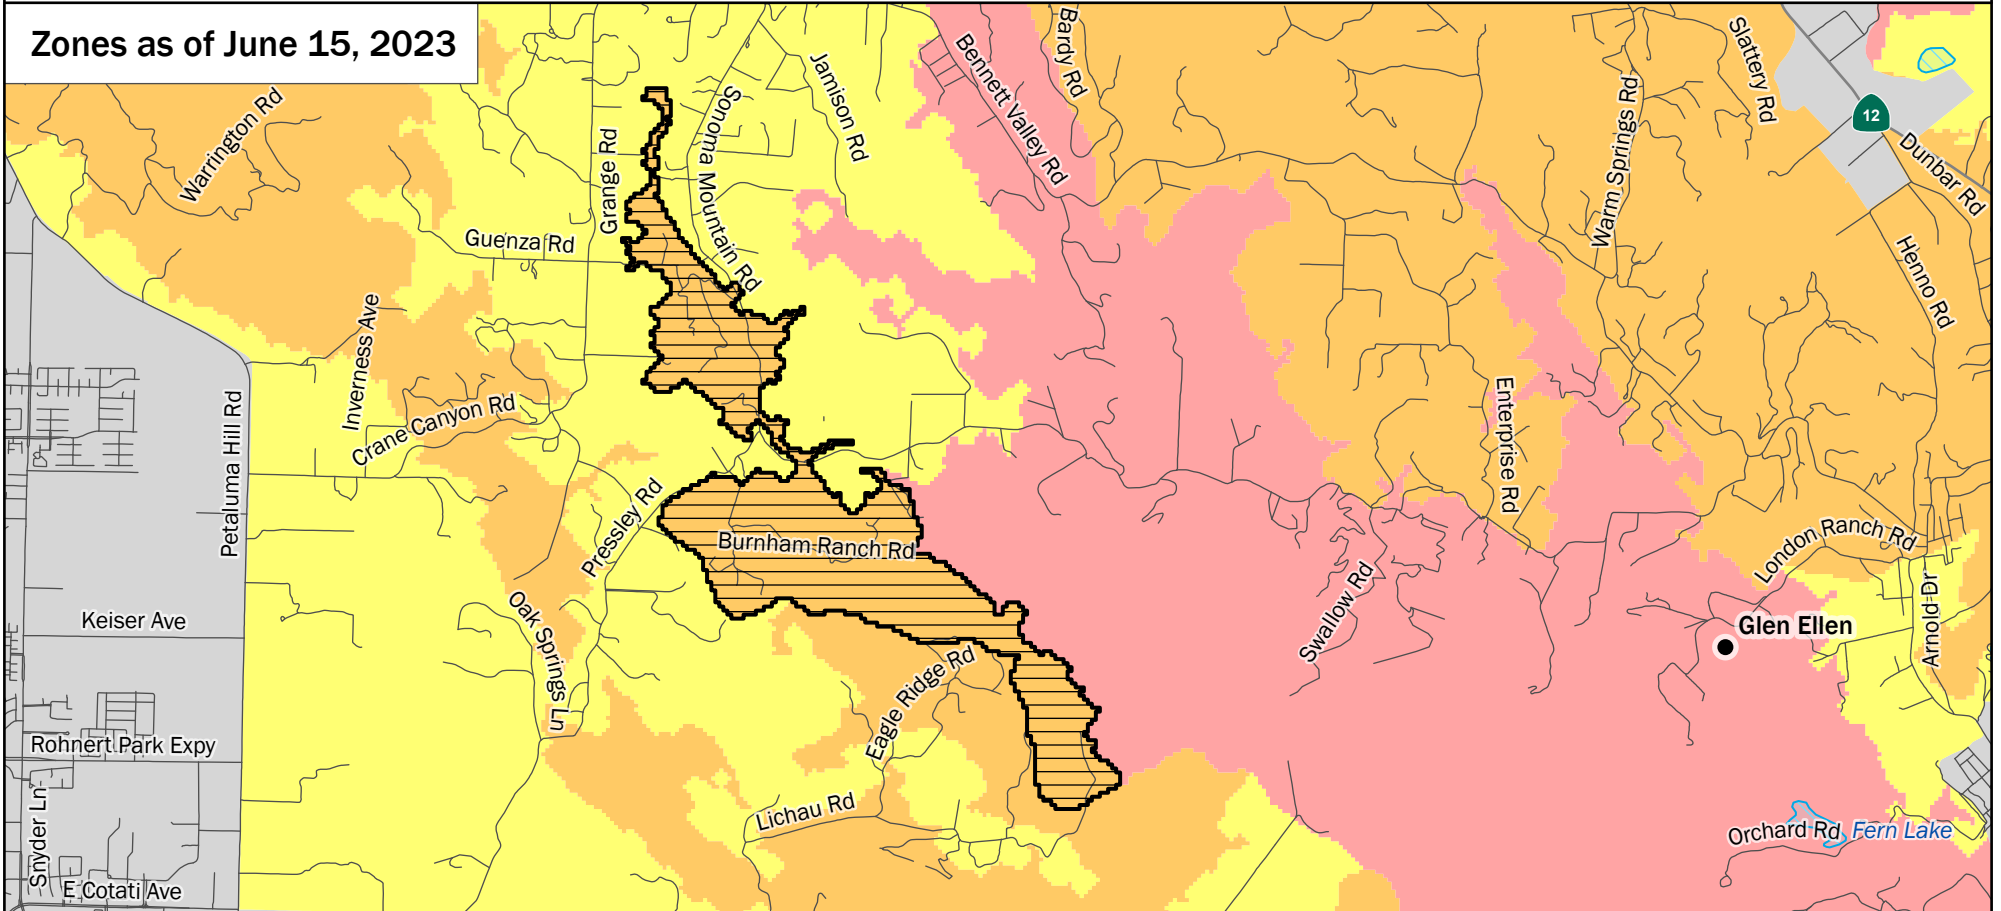 Zones as of June 15, 2023
Warrington Rd
Grange Rd
Sonoma Mountain Rd
Jamison Rd
Bennett Valley Rd
Bardy Rd
Warm Springs Rd
Slattery Rd
12
Dunbar Rd
Henno Rd
Guenza Rd
Inverness Ave
Crane Canyon Rd
Petaluma Hill Rd
Pressley Rd
Burnham Ranch Rd
Enterprise Rd
London Ranch Rd
Arnold Dr
Glen Ellen
Swallow Rd
Keiser Ave
Oak Springs Ln
Eagle Ridge Rd
Rohnert Park Expy
Lichau Rd
Snyder Ln
E Cotati Ave
Orchard Rd
Fern Lake